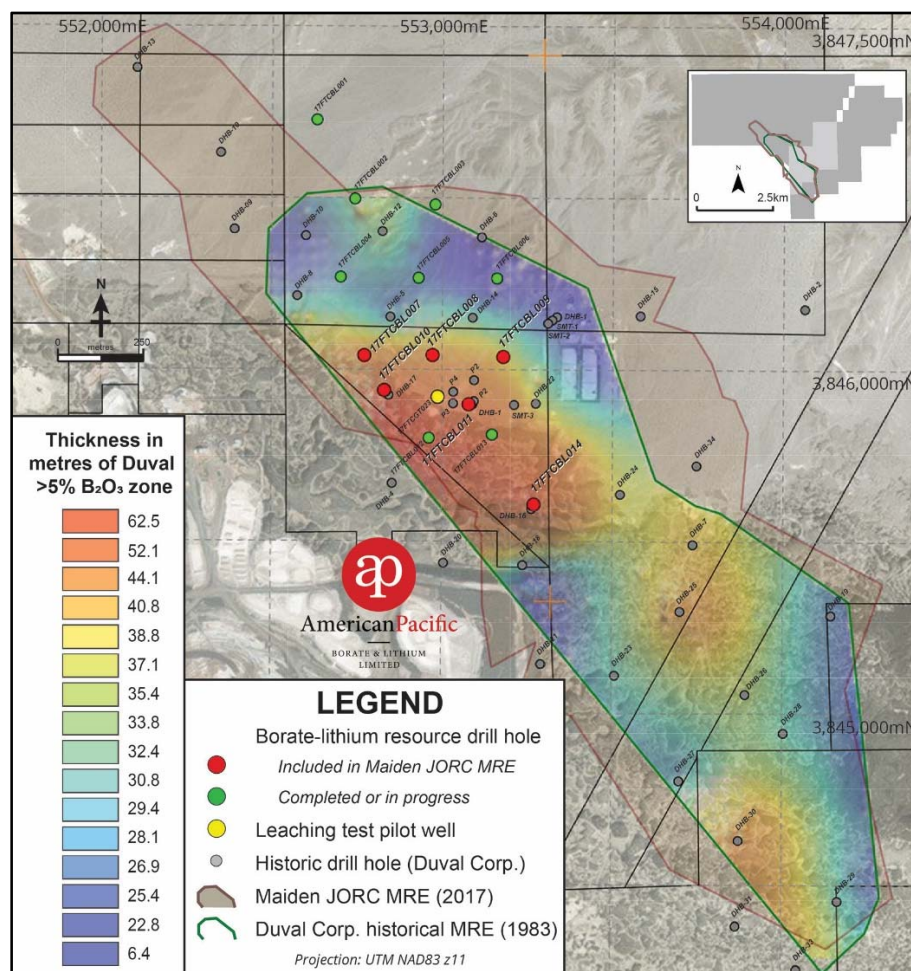 552,000mE
553,000mE
554,000mE
3,847,500mN
DHB-13
17FTCBL001
DHB-10
17FTCBL002
17FTCBL003
DHB-09
DHB-10
DHB-12
DHB-6
N
0 2.5km
17FTCBL004
17FTCBL005
17FTCBL006
DHB-8
DHB-5
DHB-14
DHB-1
SMT-1
SMT-2
DHB-15
DHB-2
N
metres
0 250
17FTCBL007
17FTCBL008
17FTCBL009
17FTCBL010
3,846,000mN
DHB-17
P4
P3
P2
DHB-1
SMT-3
DHB-22
17FTCBL011
17FTCBL012
17FTCBL013
17FTCBL014
DHB-4
DHB-16
DHB-24
DHB-34
DHB-7
DHB-20
DHB-18
DHB-25
DHB-19
DHB-23
DHB-26
DHB-28
3,845,000mN
DHB-27
DHB-30
DHB-29
DHB-31
DHB-33
Thickness in
metres of Duval
>5% B₂O₃ zone
62.5
52.1
44.1
40.8
38.8
37.1
35.4
33.8
32.4
30.8
29.4
28.1
26.9
25.4
22.8
6.4
ap
AmericanPacific
BORATE & LITHIUM
LIMITED
LEGEND
Borate-lithium resource drill hole
Included in Maiden JORC MRE
Completed or in progress
Leaching test pilot well
Historic drill hole (Duval Corp.)
Maiden JORC MRE (2017)
Duval Corp. historical MRE (1983)
Projection: UTM NAD83 z11